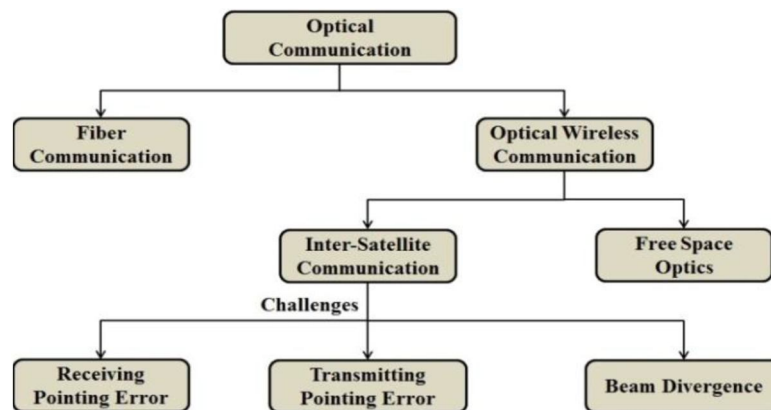 Optical
Communication
Fiber
Communication
Optical Wireless
Communication
Inter-Satellite
Communication
Free Space
Optics
Challenges
Receiving
Pointing Error
Transmitting
Pointing Error
Beam Divergence